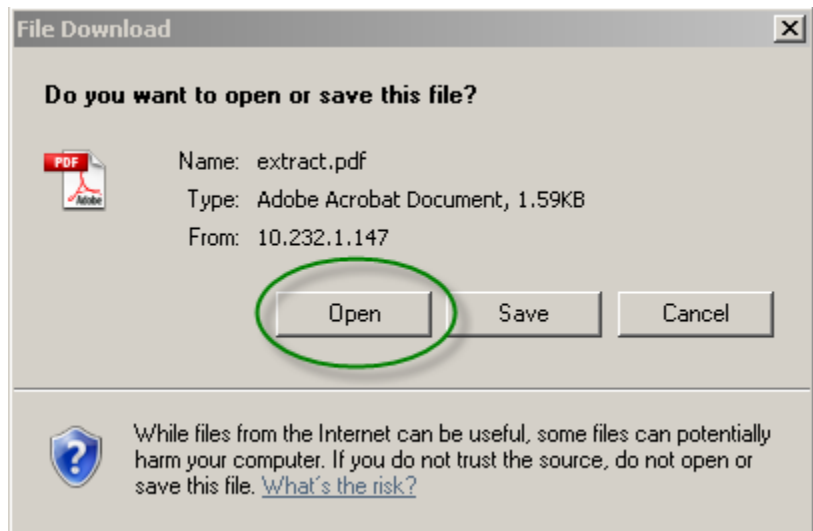 File Download
Do you want to open or save this file?
PDF
Adobe
Name: extract.pdf
Type: Adobe Acrobat Document, 1.59KB
From: 10.232.1.147
Open Save Cancel
While files from the Internet can be useful, some files can potentially
harm your computer. If you do not trust the source, do not open or
save this file. What's the risk?